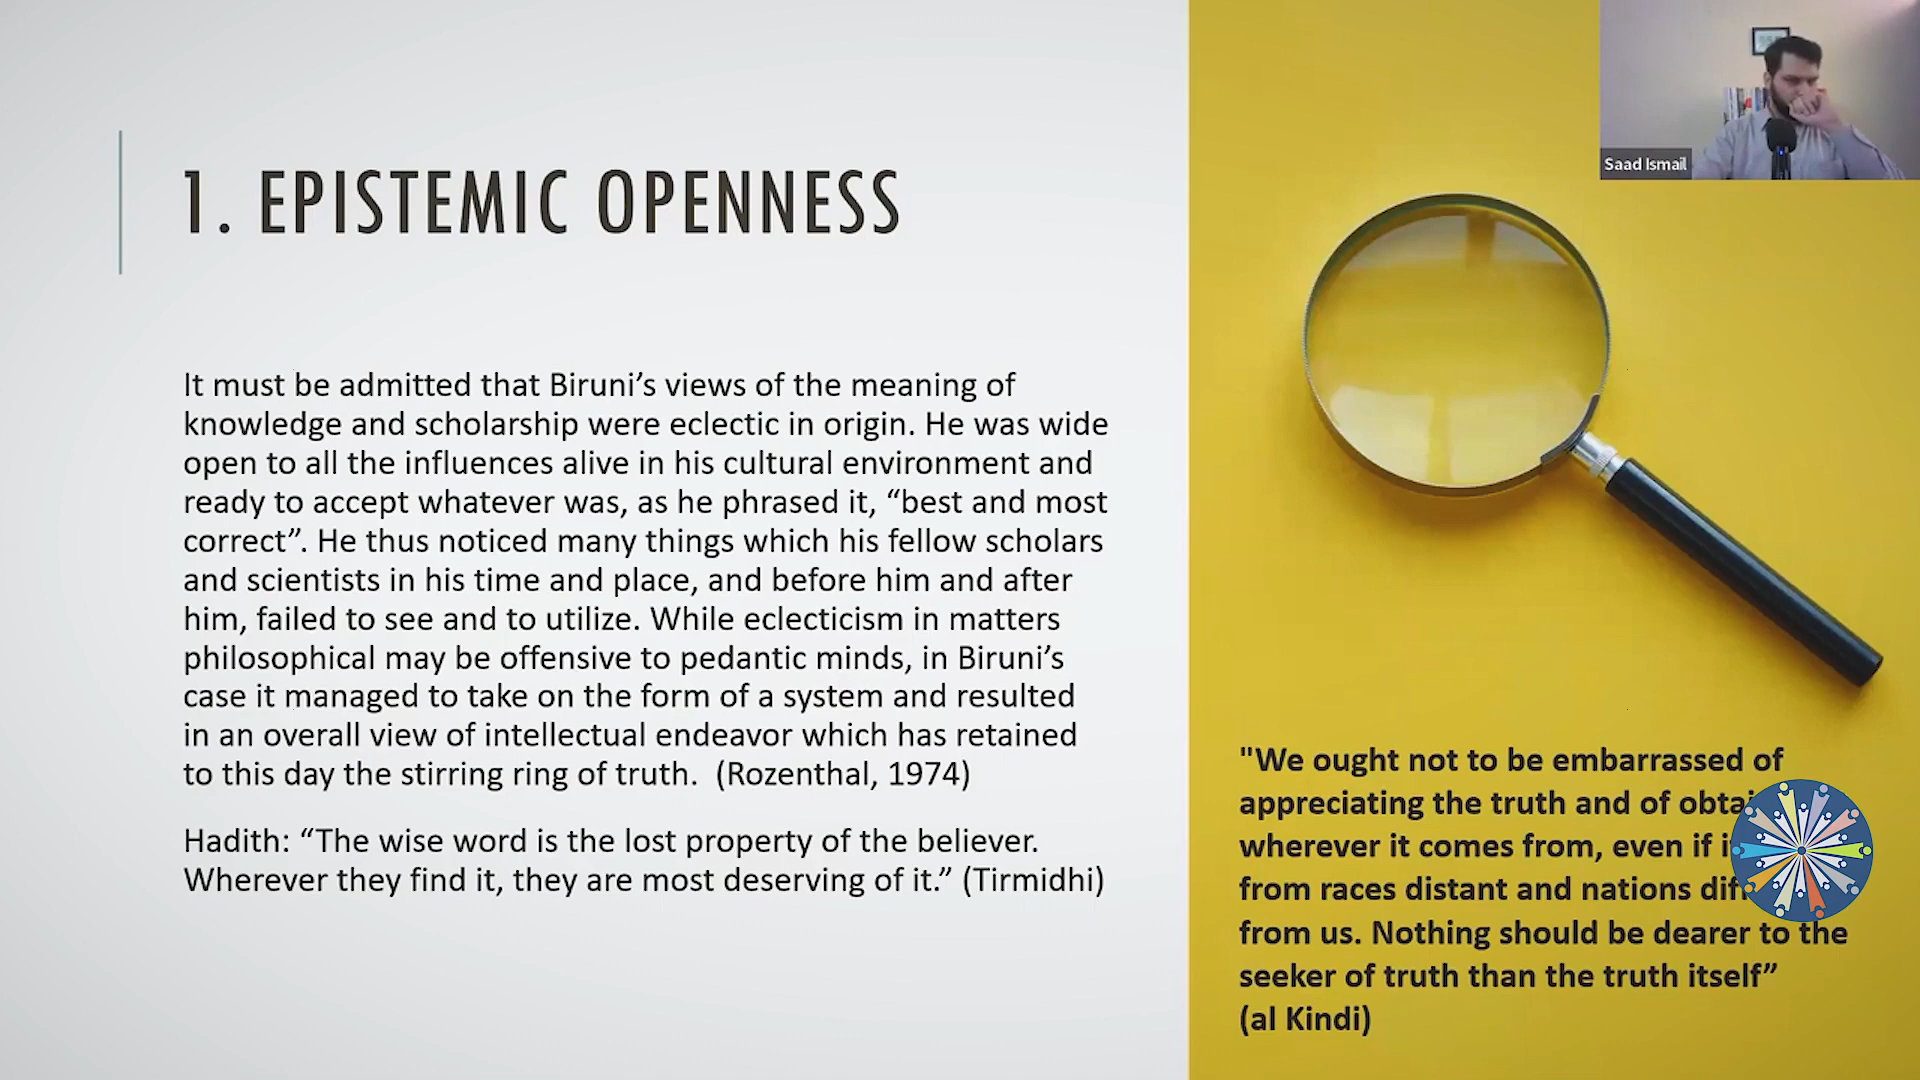 Saad Ismail
1. EPISTEMIC OPENNESS
It must be admitted that Biruni’s views of the meaning of
knowledge and scholarship were eclectic in origin. He was wide
open to all the influences alive in his cultural environment and
ready to accept whatever was, as he phrased it, “best and most
correct”. He thus noticed many things which his fellow scholars
and scientists in his time and place, and before him and after
him, failed to see and to utilize. While eclecticism in matters
philosophical may be offensive to pedantic minds, in Biruni’s
case it managed to take on the form of a system and resulted
in an overall view of intellectual endeavor which has retained
to this day the stirring ring of truth. (Rozenthal, 1974)
Hadith: “The wise word is the lost property of the believer.
Wherever they find it, they are most deserving of it.” (Tirmidhi)
"We ought not to be embarrassed of
appreciating the truth and of
wherever it comes from, even if
from races distant and nations
from us. Nothing should be dearer to the
seeker of truth than the truth itself”
(al Kindi)